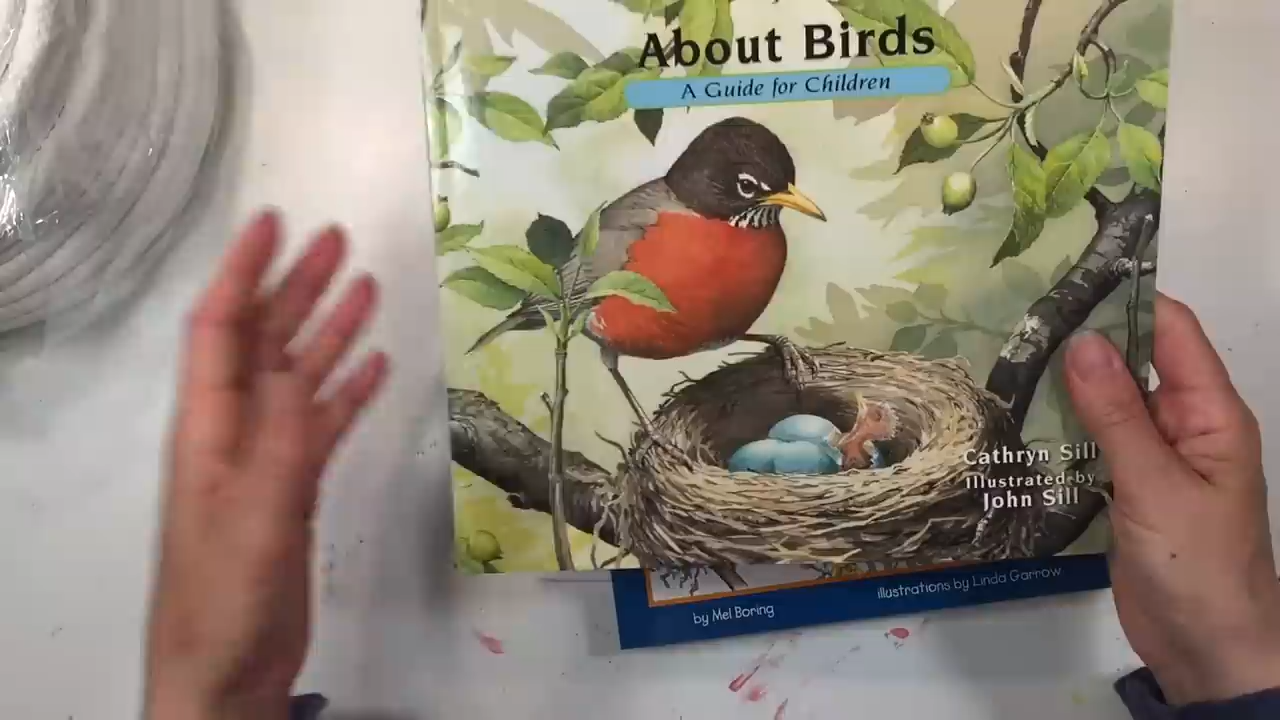 About Birds
A Guide for Children
Cathryn Sill
Illustrated by
John Sill
by Mel Boring
illustrations by Linda Garrow